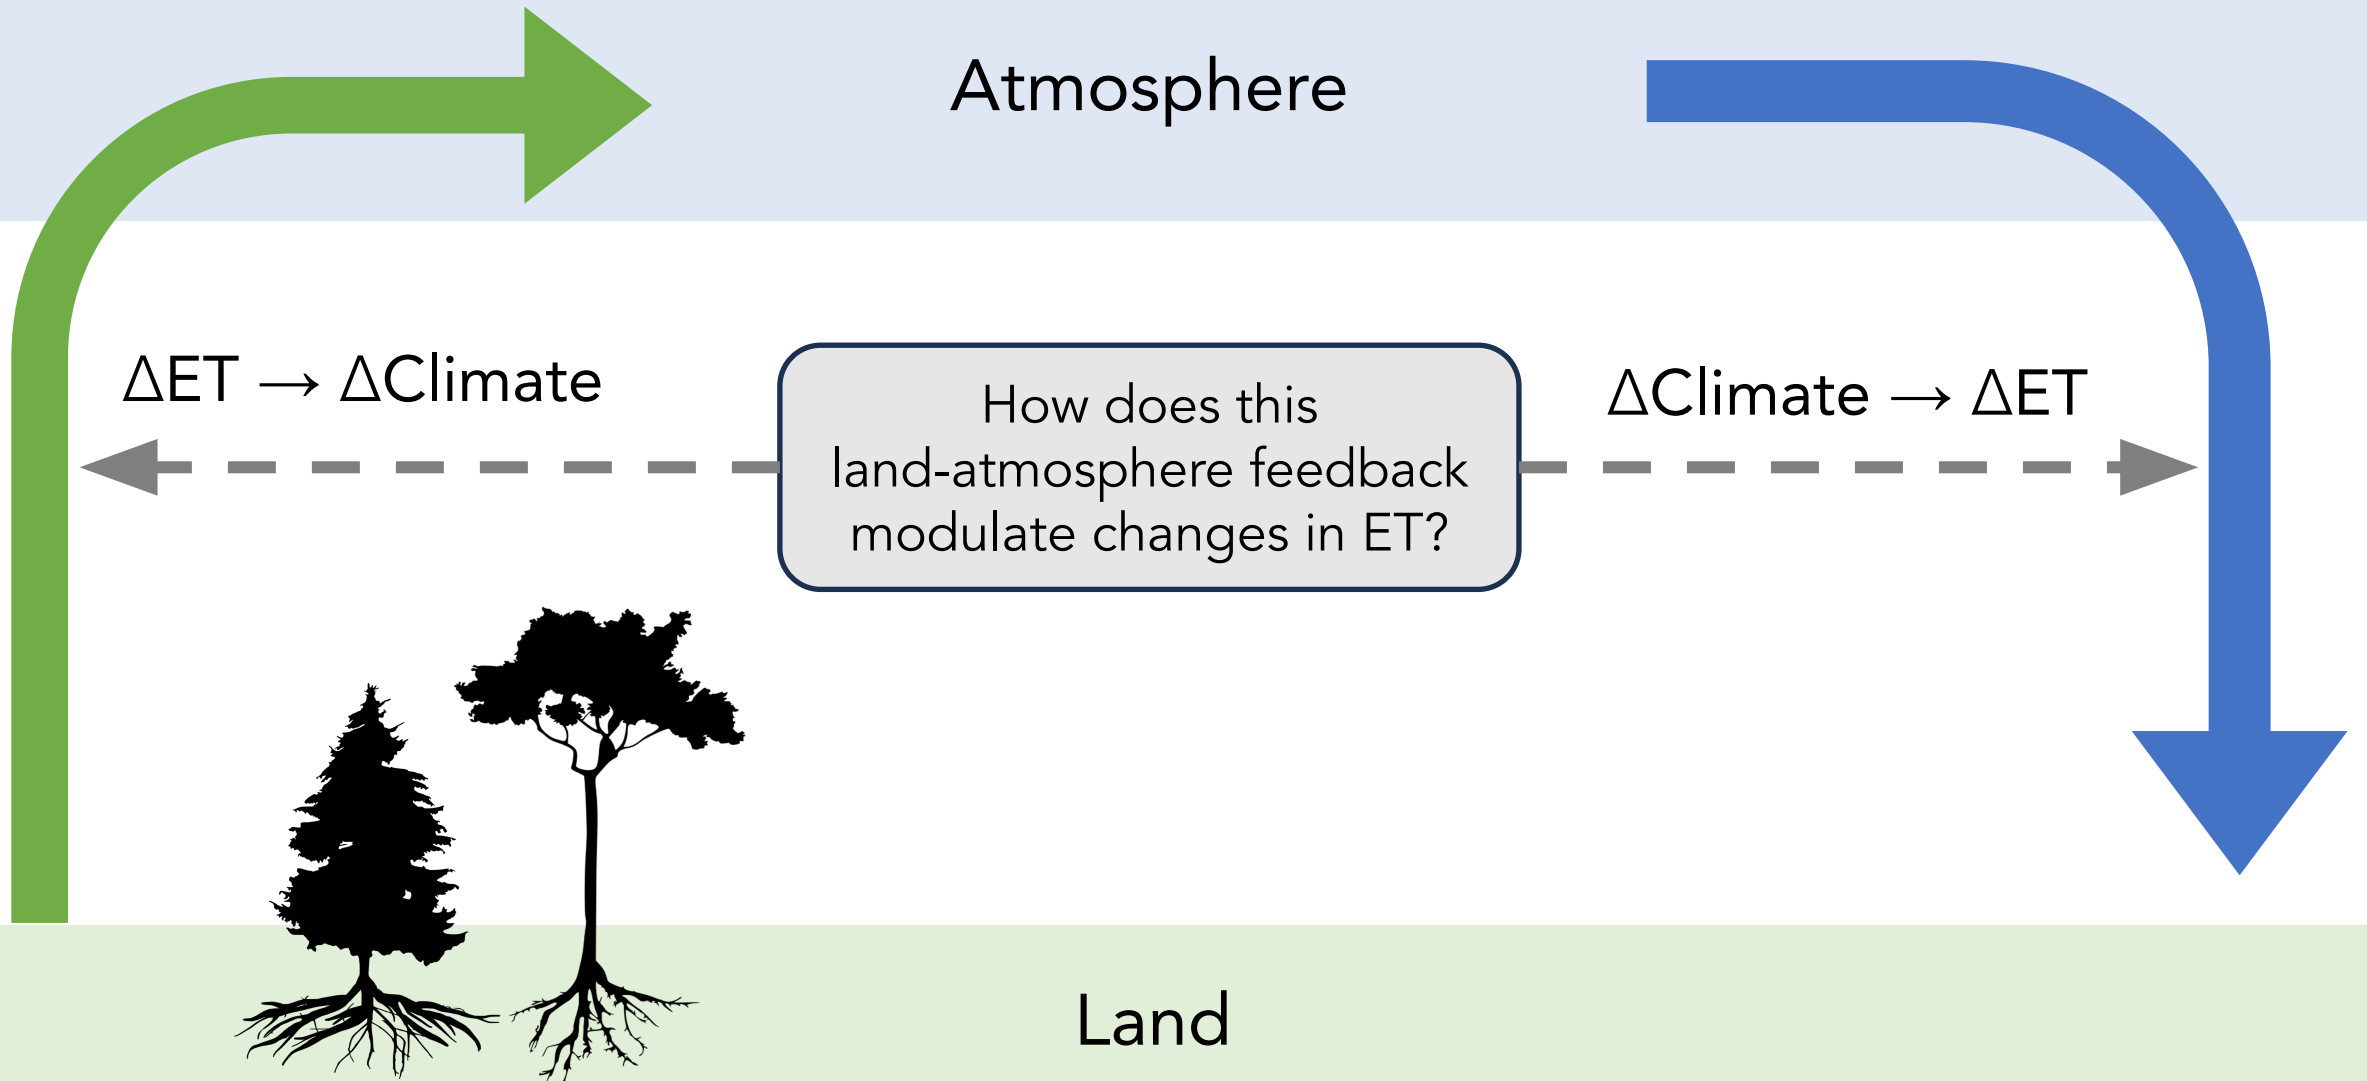 Atmosphere
ΔET → ΔClimate
How does this
land-atmosphere feedback
modulate changes in ET?
ΔClimate → ΔET
Land